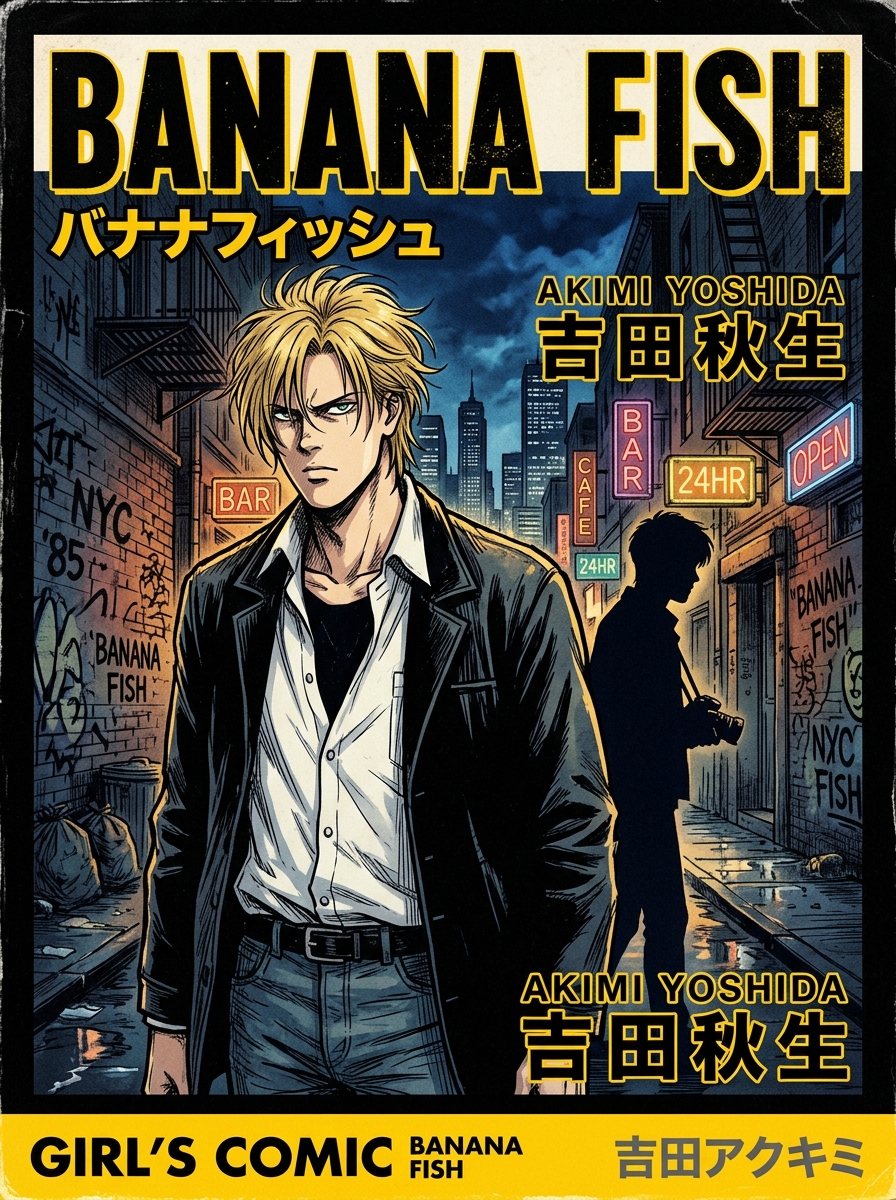 BANANA FISH
バナナフィッシュ
AKIMI YOSHIDA
吉田秋生
BAR
BAR
CAFE
24HR
OPEN
24HR
NYC
'85
"BANANA
FISH
"BANANA
FISH"
NYC
FISH
AKIMI YOSHIDA
吉田秋生
GIRL'S COMIC
BANANA
FISH
吉田アクキミ